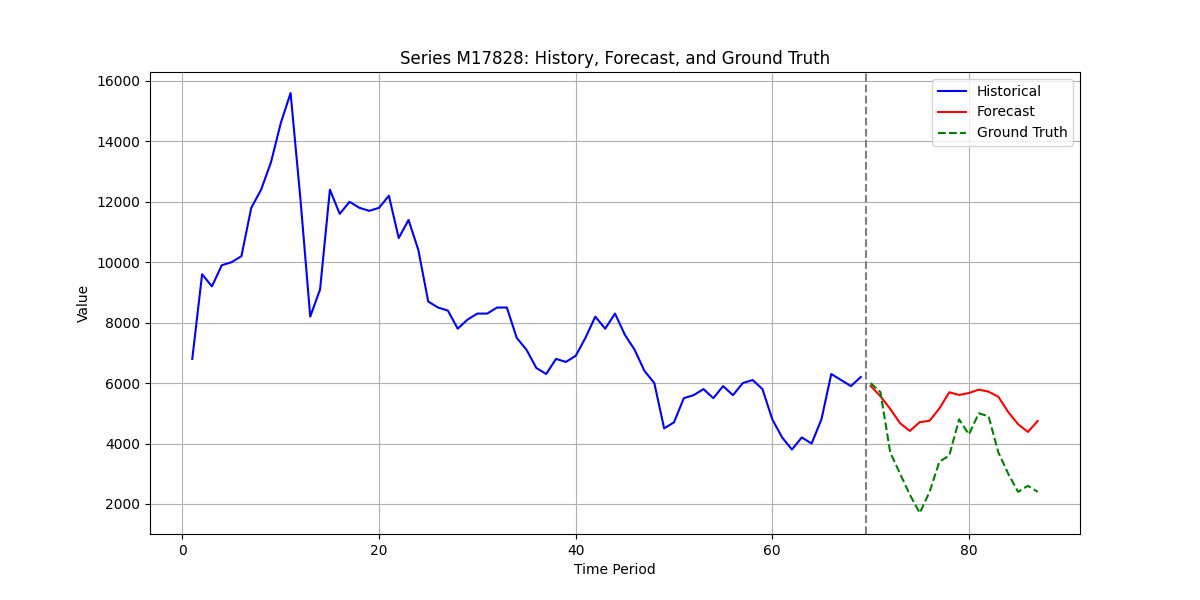 Series M17828: History, Forecast, and Ground Truth
Historical
Forecast
Ground Truth
Value
16000
14000
12000
10000
8000
6000
4000
2000
0 20 40 60 80
Time Period